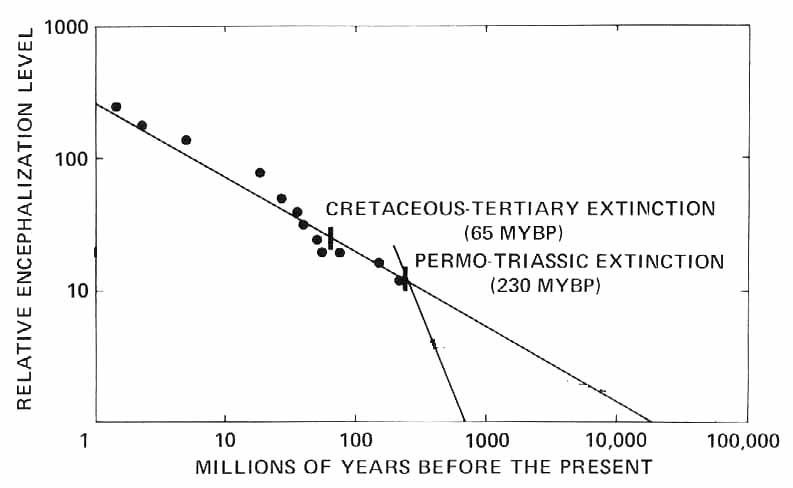 1000
100
10
RELATIVE ENCEPHALIZATION LEVEL
CRETACEOUS-TERTIARY EXTINCTION
(65 MYBP)
PERMO-TRIASSIC EXTINCTION
(230 MYBP)
1 10 100 1000 10,000 100,000
MILLIONS OF YEARS BEFORE THE PRESENT